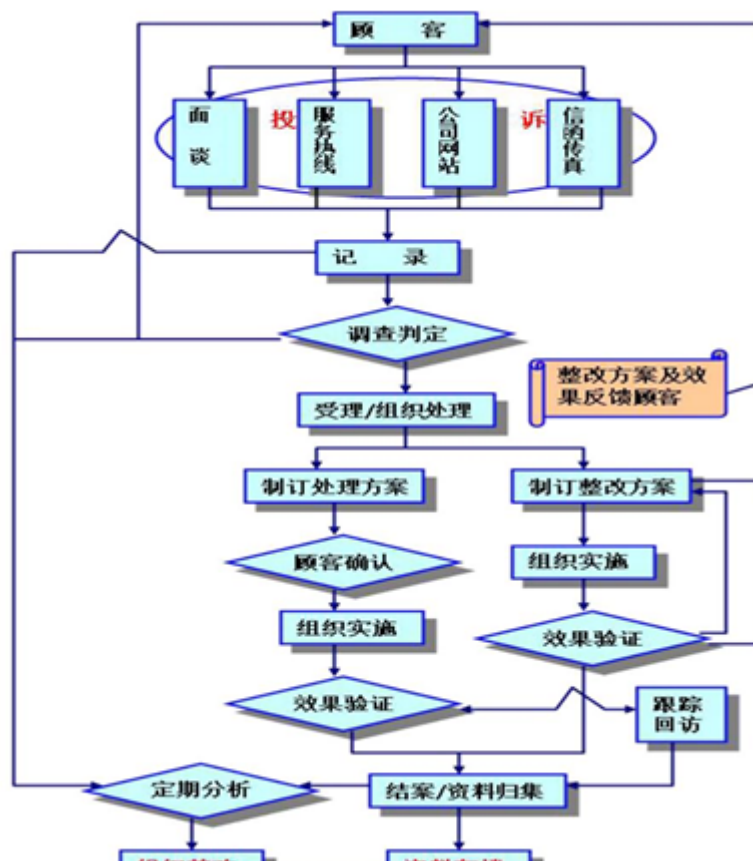 顾 客
面谈
投
服务热线
公司网站
诉
信函传真
记 录
调查判定
整改方案及效
果反馈顾客
受理/组织处理
制订处理方案
制订整改方案
顾客确认
组织实施
组织实施
效果验证
效果验证
跟踪
回访
定期分析
结案/资料归集